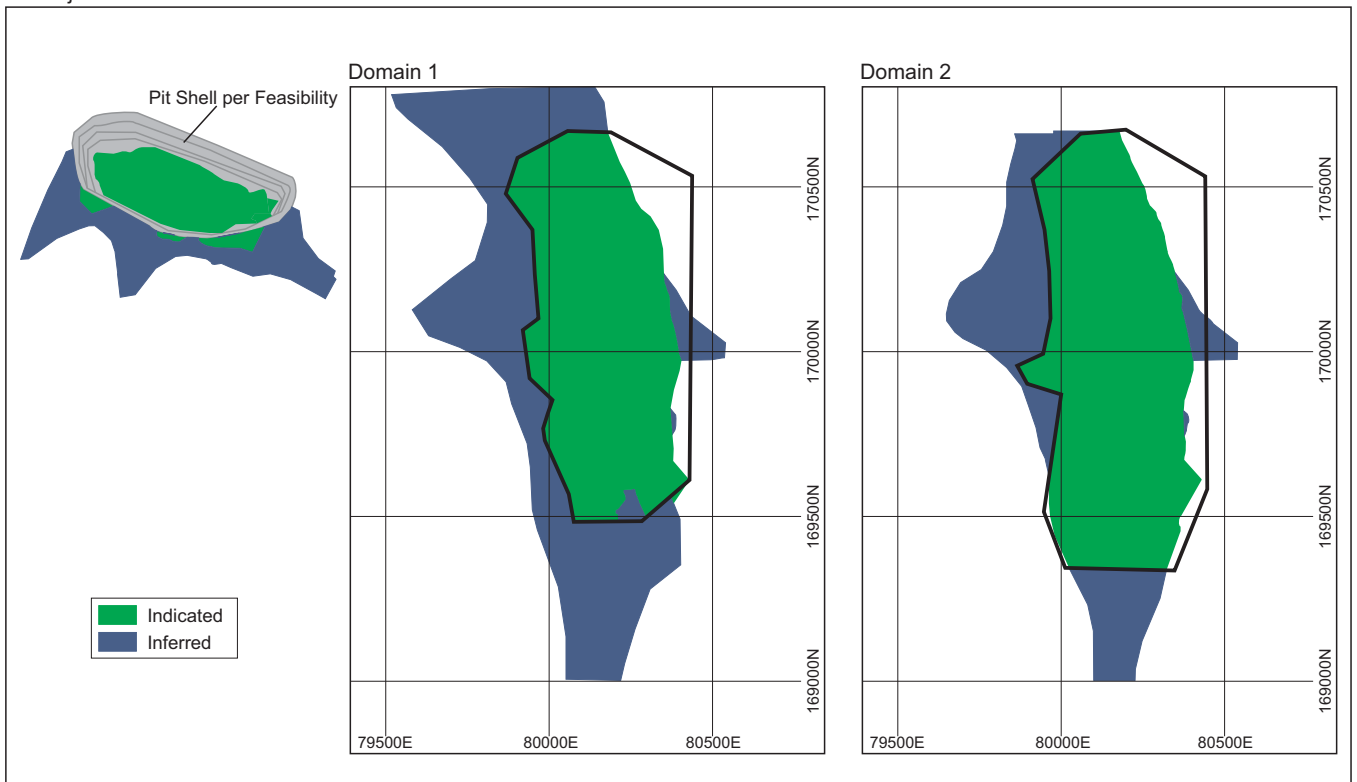 Pit Shell per Feasibility
Domain 1
Domain 2
170500N
170000N
169500N
169000N
79500E
80000E
80500E
170500N
170000N
169500N
169000N
79500E
80000E
80500E
Indicated
Inferred